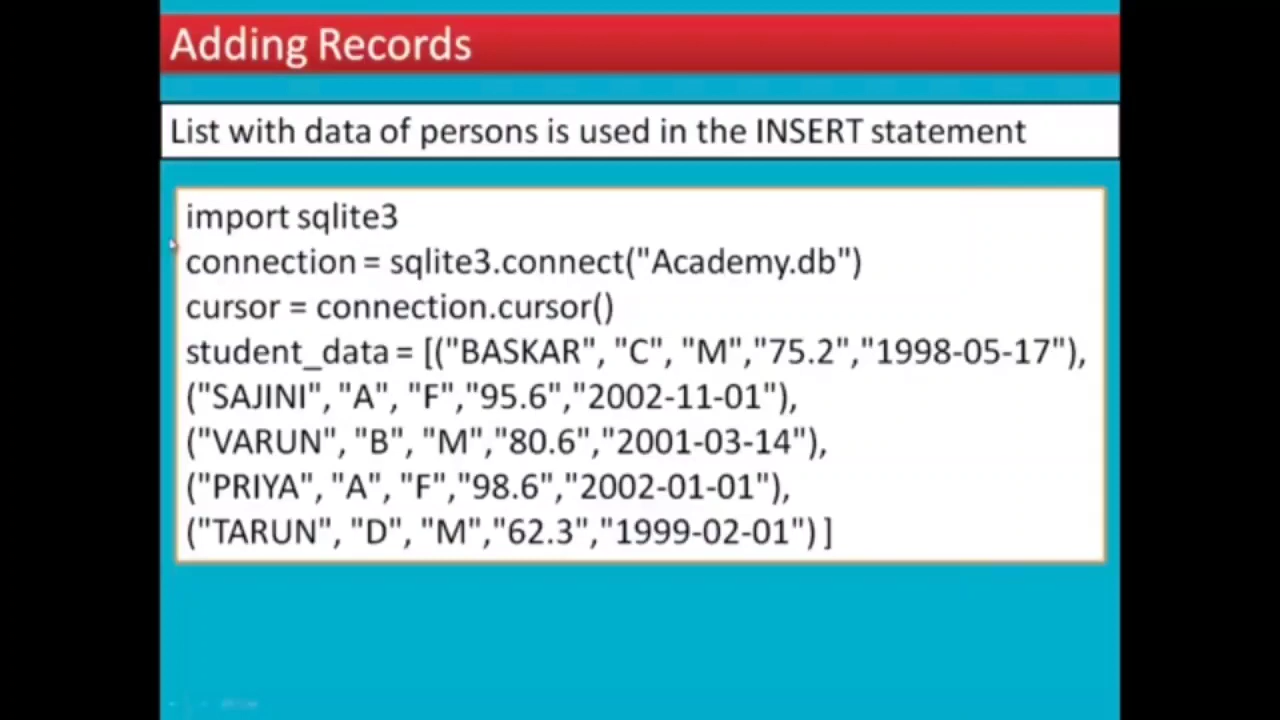 Adding Records
List with data of persons is used in the INSERT statement
import sqlite3
connection = sqlite3.connect("Academy.db")
cursor = connection.cursor()
student_data = [("BASKAR", "C", "M","75.2","1998-05-17"),
("SAJINI", "A", "F","95.6","2002-11-01"),
("VARUN", "B", "M","80.6","2001-03-14"),
("PRIYA", "A", "F","98.6","2002-01-01"),
("TARUN", "D", "M","62.3","1999-02-01") ]